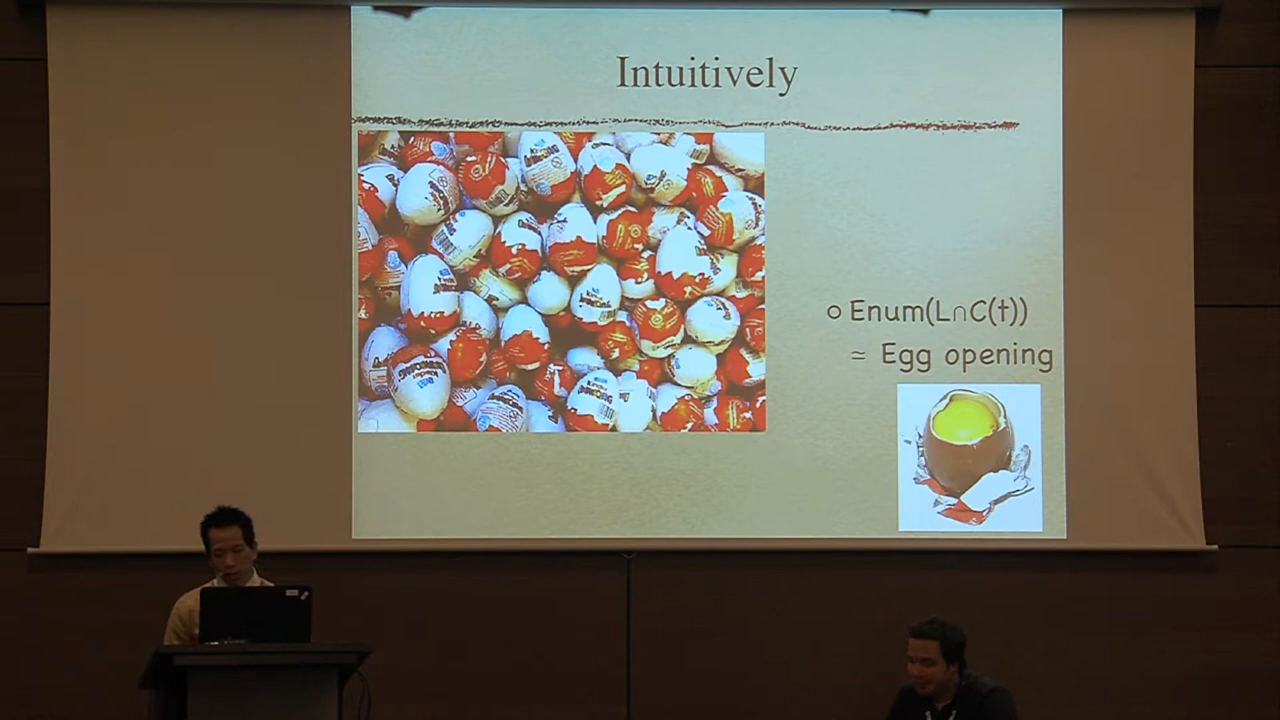 Intuitively
Enum(L∩C(t))
≃ Egg opening